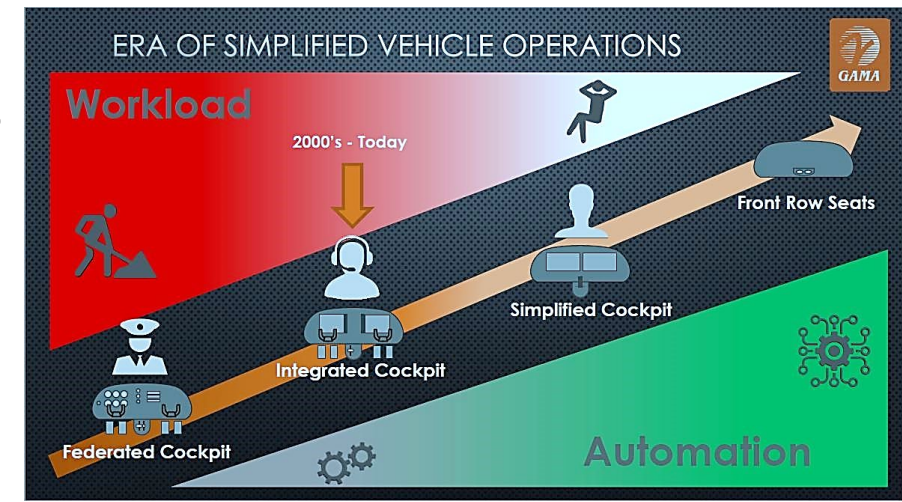 ERA OF SIMPLIFIED VEHICLE OPERATIONS
GAMA
Workload
2000's - Today
Front Row Seats
Simplified Cockpit
Integrated Cockpit
Federated Cockpit
Automation